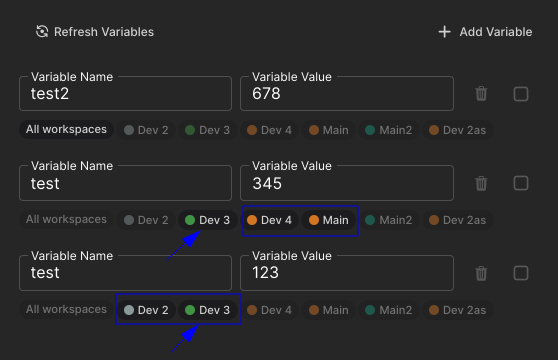 Refresh Variables Add Variable
Variable Name Variable Value
test2 678
All workspaces Dev 2 Dev 3 Dev 4 Main Main2 Dev 2as
Variable Name Variable Value
test 345
All workspaces Dev 2 Dev 3 Dev 4 Main Main2 Dev 2as
Variable Name Variable Value
test 123
All workspaces Dev 2 Dev 3 Dev 4 Main Main2 Dev 2as